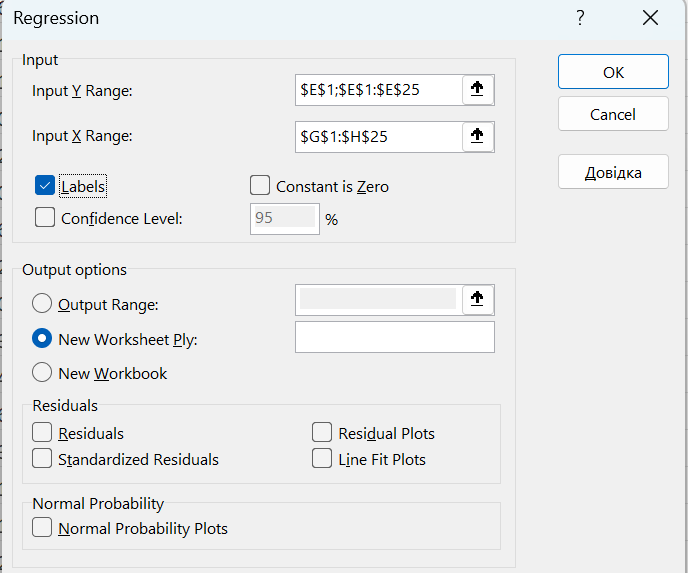 Regression
?
Input
Input Y Range:
$E$1;$E$1:$E$25
OK
Input X Range:
$G$1:$H$25
Cancel
Labels
Constant is Zero
Довідка
Confidence Level:
95
%
Output options
Output Range:
New Worksheet Ply:
New Workbook
Residuals
Residuals
Residual Plots
Standardized Residuals
Line Fit Plots
Normal Probability
Normal Probability Plots